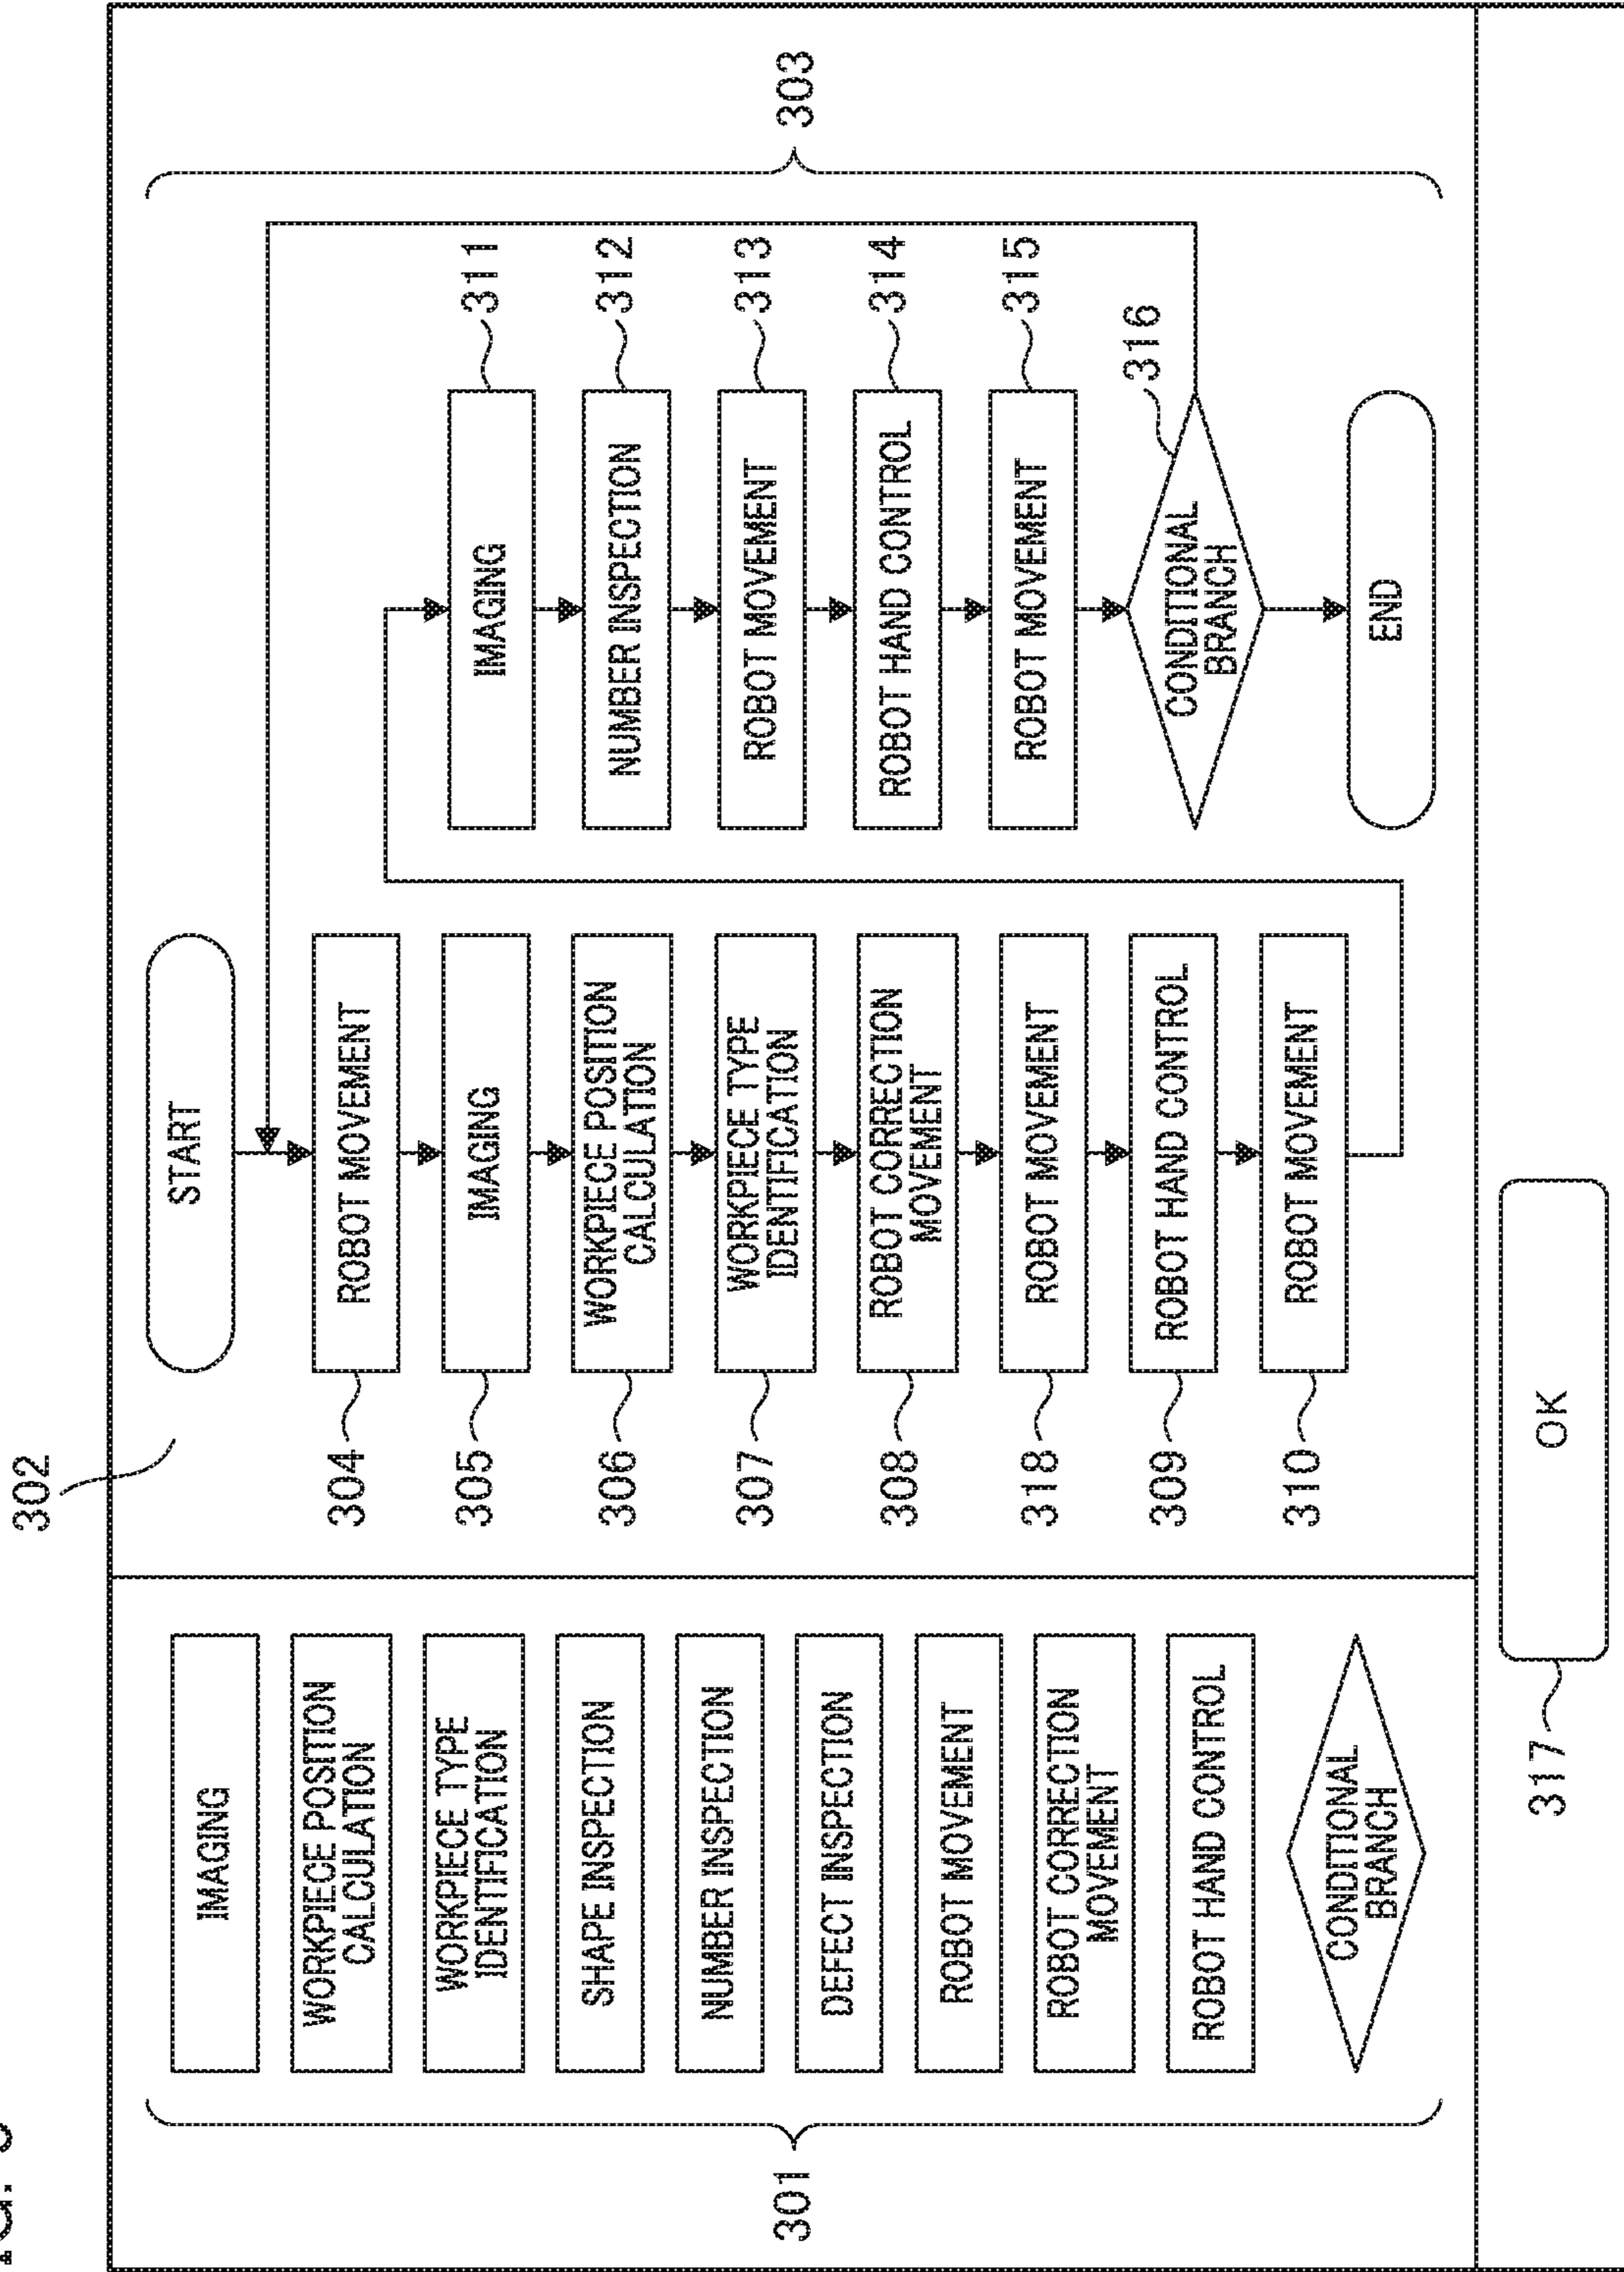 302
301
IMAGING
WORKPIECE POSITION
CALCULATION
WORKPIECE TYPE
IDENTIFICATION
SHAPE INSPECTION
NUMBER INSPECTION
DEFECT INSPECTION
ROBOT MOVEMENT
ROBOT CORRECTION
MOVEMENT
ROBOT HAND CONTROL
CONDITIONAL
BRANCH
START
304
ROBOT MOVEMENT
305
IMAGING
306
WORKPIECE POSITION
CALCULATION
307
WORKPIECE TYPE
IDENTIFICATION
308
ROBOT CORRECTION
MOVEMENT
318
ROBOT MOVEMENT
309
ROBOT HAND CONTROL
310
ROBOT MOVEMENT
IMAGING
311
NUMBER INSPECTION
312
ROBOT MOVEMENT
313
ROBOT HAND CONTROL
314
ROBOT MOVEMENT
315
CONDITIONAL
BRANCH
316
END
303
317
OK